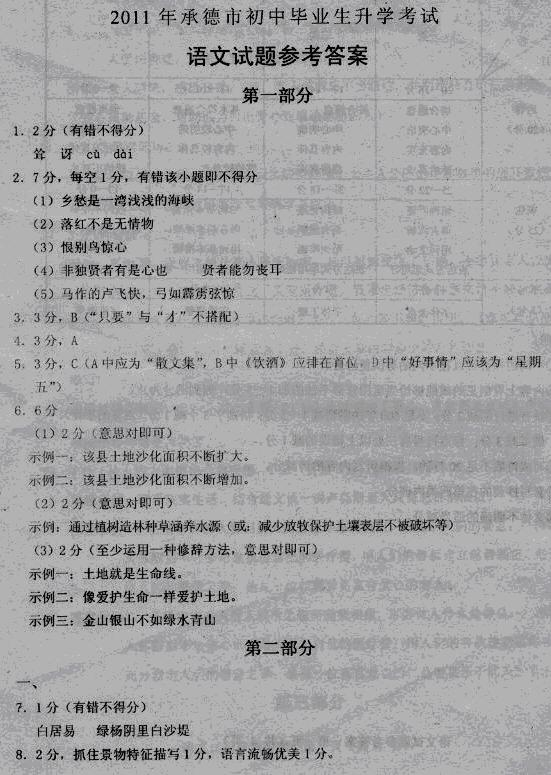 2011年承德市初中毕业生升学考试
语文试题参考答案
第一部分
1. 2分（有错不得分）
耸 讶 cù dài
2. 7分，每空1分，有错该小题即不得分
（1）乡愁是一湾浅浅的海峡
（2）落红不是无情物
（3）恨别鸟惊心
（4）非独贤者有是心也 贤者能勿丧耳
（5）马作的卢飞快，弓如霹雳弦惊
3. 3分，B（“只要”与“才”不搭配）
4. 3分，A
5. 3分，C（A中应为“散文集”，B中《饮酒》应排在首位，D中“好事情”应该为“星期
五”）
6. 6分
（1）2分（意思对即可）
示例一：该县土地沙化面积不断扩大。
示例二：该县土地沙化面积不断增加。
（2）2分（意思对即可）
示例：通过植树造林种草涵养水源（或：减少放牧保护土壤表层不被破坏等）
（3）2分（至少运用一种修辞方法，意思对即可）
示例一：土地就是生命线。
示例二：像爱护生命一样爱护土地。
示例三：金山银山不如绿水青山
第二部分
一、
7. 1分（有错不得分）
白居易 绿杨阴里白沙堤
8. 2分，抓住景物特征描写1分，语言流畅优美1分。